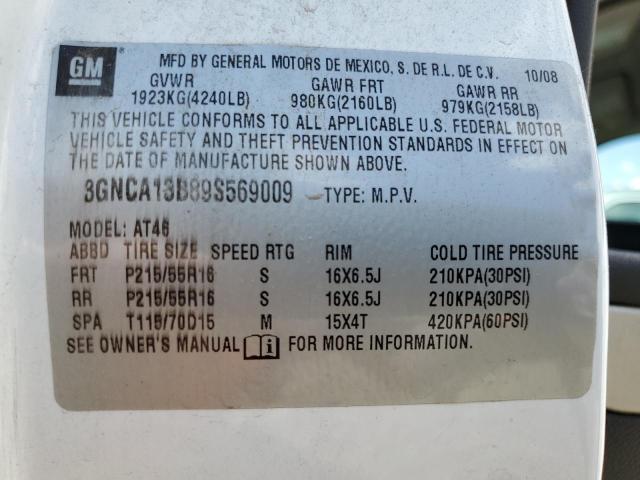 GM
MFD BY GENERAL MOTORS DE MEXICO, S. DE R.L. DE C.V. 10/08
GVWR GAWR FRT GAWR RR
1923KG(4240LB) 980KG(2160LB) 979KG(2158LB)
THIS VEHICLE CONFORMS TO ALL APPLICABLE U.S. FEDERAL MOTOR
VEHICLE SAFETY AND THEFT PREVENTION STANDARDS IN EFFECT ON
THE DATE OF MANUFACTURE SHOWN ABOVE.
3GNCA13B89S569009 TYPE: M.P.V.
MODEL: AT46
ABBD TIRE SIZE SPEED RTG RIM COLD TIRE PRESSURE
FRT P215/55R16 S 16X6.5J 210KPA(30PSI)
RR P215/55R16 S 16X6.5J 210KPA(30PSI)
SPA T115/70D15 M 15X4T 420KPA(60PSI)
SEE OWNER'S MANUAL i FOR MORE INFORMATION.